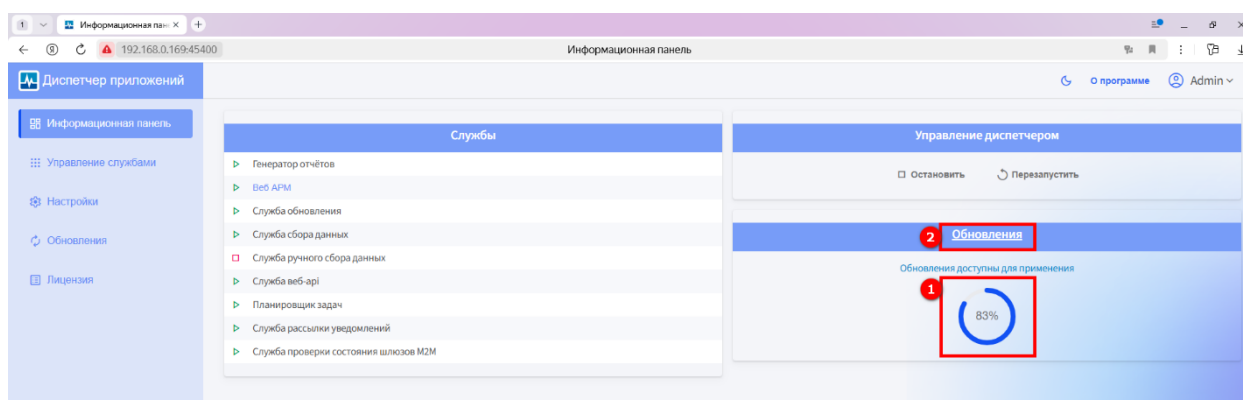 1
Информационная пан
192.168.0.169:45400
Информационная панель
Диспетчер приложений
О программе
Admin
Информационная панель
Управление службами
Настройки
Обновления
Лицензия
Службы
Генератор отчётов
Веб АРМ
Служба обновления
Служба сбора данных
Служба ручного сбора данных
Служба веб-api
Планировщик задач
Служба рассылки уведомлений
Служба проверки состояния шлюзов М2М
Управление диспетчером
Остановить
Перезапустить
2
Обновления
Обновления доступны для применения
1
83%